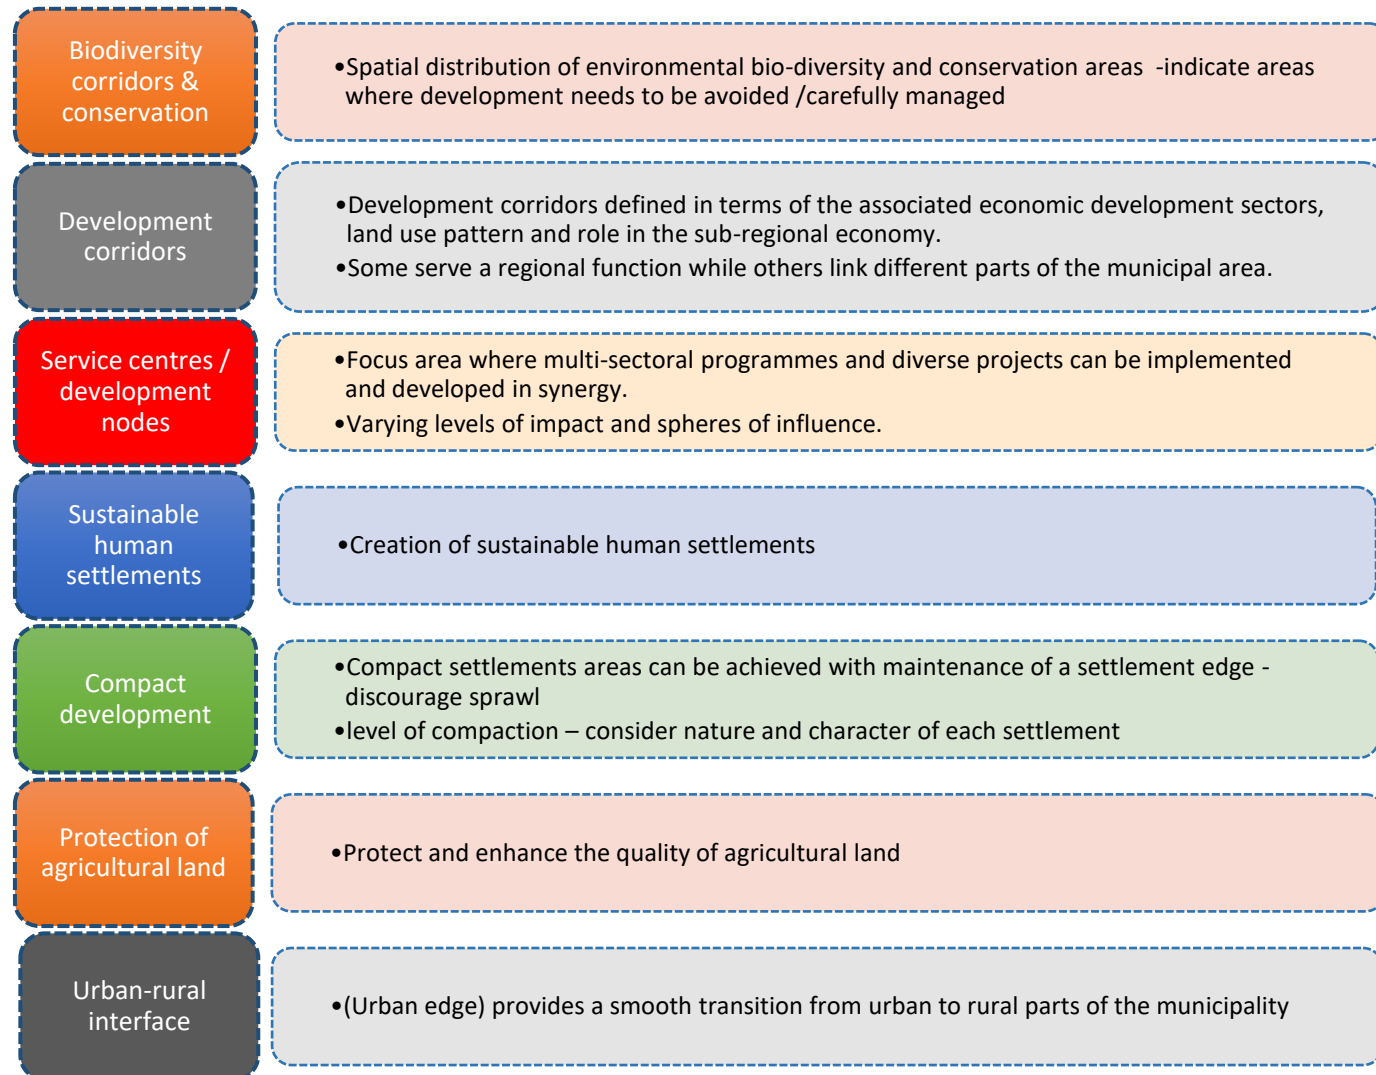 Biodiversity
corridors &
conservation
•Spatial distribution of environmental bio-diversity and conservation areas -indicate areas
where development needs to be avoided /carefully managed
Development
corridors
•Development corridors defined in terms of the associated economic development sectors,
land use pattern and role in the sub-regional economy.
•Some serve a regional function while others link different parts of the municipal area.
Service centres /
development
nodes
•Focus area where multi-sectoral programmes and diverse projects can be implemented
and developed in synergy.
•Varying levels of impact and spheres of influence.
Sustainable
human
settlements
•Creation of sustainable human settlements
Compact
development
•Compact settlements areas can be achieved with maintenance of a settlement edge -
discourage sprawl
•level of compaction – consider nature and character of each settlement
Protection of
agricultural land
•Protect and enhance the quality of agricultural land
Urban-rural
interface
•(Urban edge) provides a smooth transition from urban to rural parts of the municipality